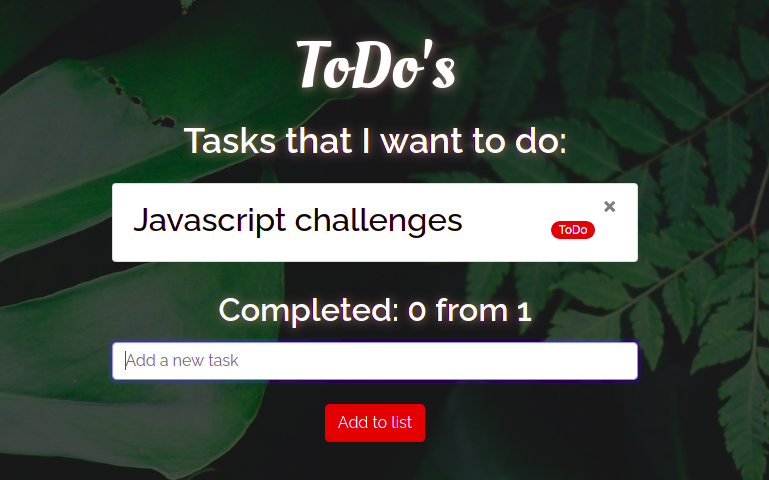 ToDo's
Tasks that I want to do:
Javascript challenges
×
ToDo
Completed: 0 from 1
Add a new task
Add to list